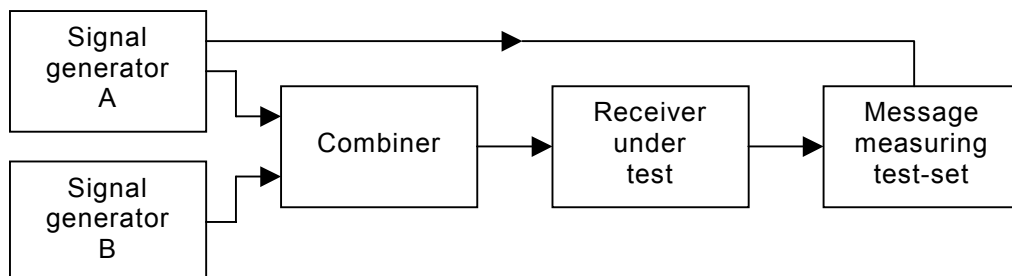 Signal
generator
A
Combiner
Receiver
under
test
Message
measuring
test-set
Signal
generator
B